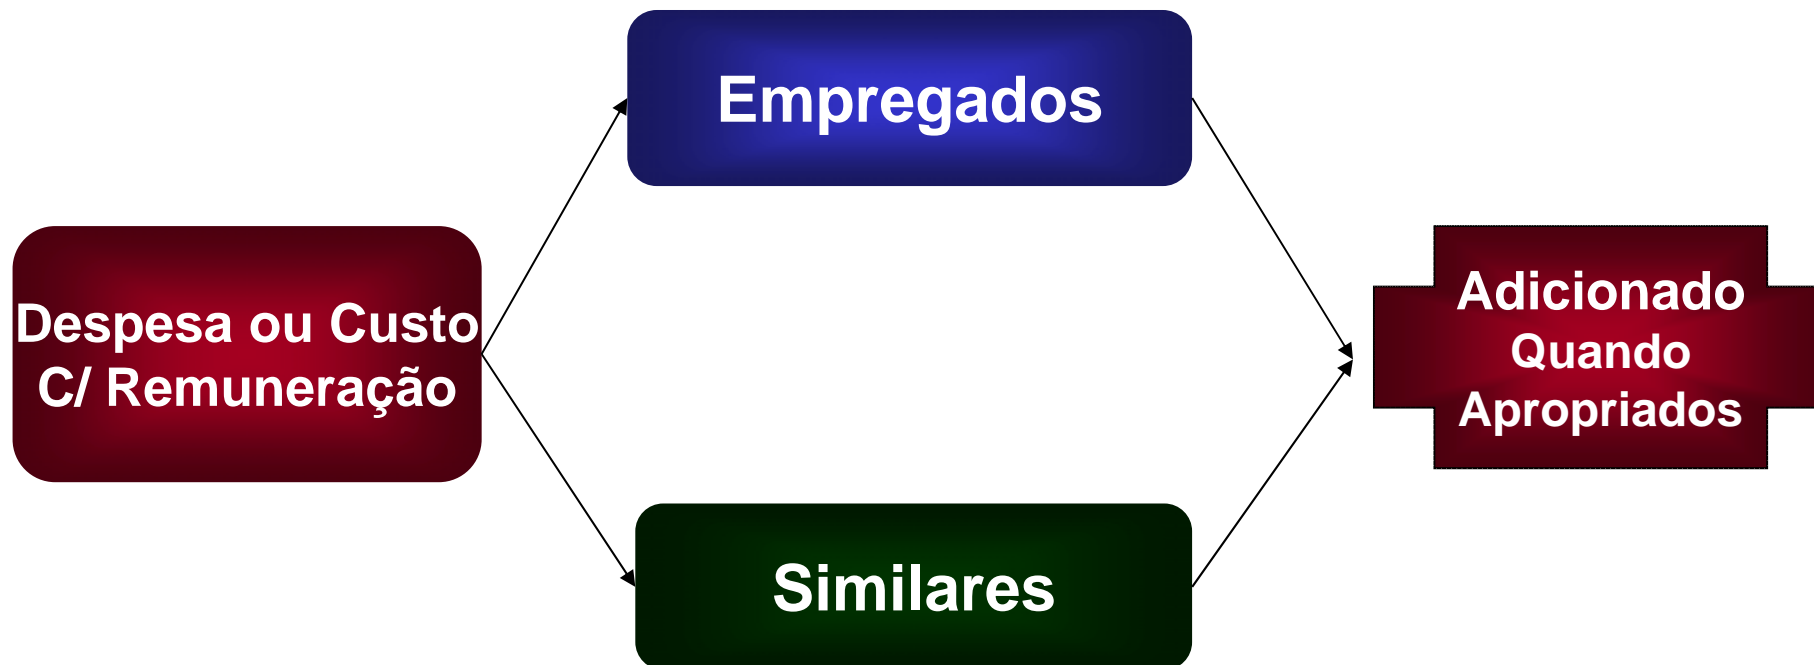 Empregados
Despesa ou Custo
C/ Remuneração
Adicionado
Quando
Apropriados
Similares